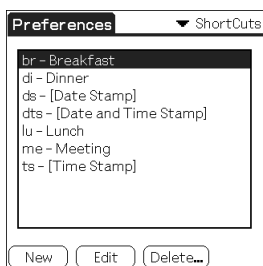 Preferences ShortCuts
br – Breakfast
di – Dinner
ds – [Date Stamp]
dts – [Date and Time Stamp]
lu – Lunch
me – Meeting
ts – [Time Stamp]
New Edit Delete...